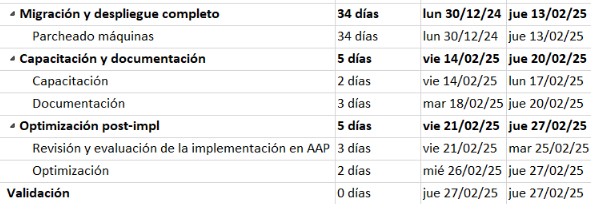 Migración y despliegue completo 34 días lun 30/12/24 jue 13/02/25
Parcheado máquinas 34 días lun 30/12/24 jue 13/02/25
Capacitación y documentación 5 días vie 14/02/25 jue 20/02/25
Capacitación 2 días vie 14/02/25 lun 17/02/25
Documentación 3 días mar 18/02/25 jue 20/02/25
Optimización post-impl 5 días vie 21/02/25 jue 27/02/25
Revisión y evaluación de la implementación en AAP 3 días vie 21/02/25 mar 25/02/25
Optimización 2 días mié 26/02/25 jue 27/02/25
Validación 0 días jue 27/02/25 jue 27/02/25